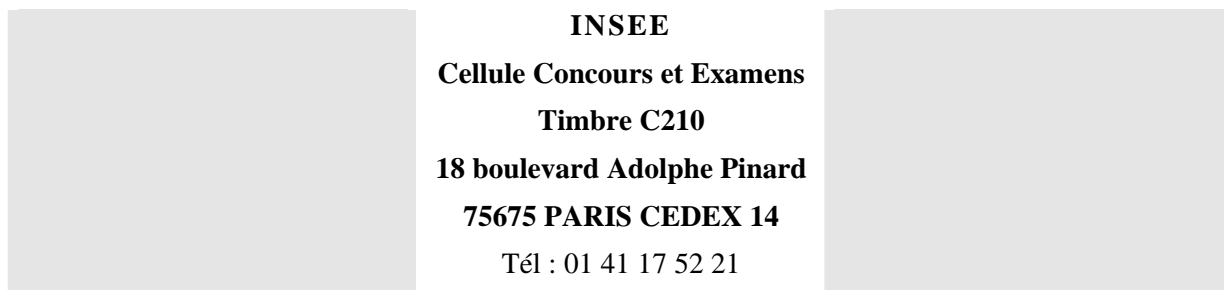 INSEE
Cellule Concours et Examens
Timbre C210
18 boulevard Adolphe Pinard
75675 PARIS CEDEX 14
Tél : 01 41 17 52 21